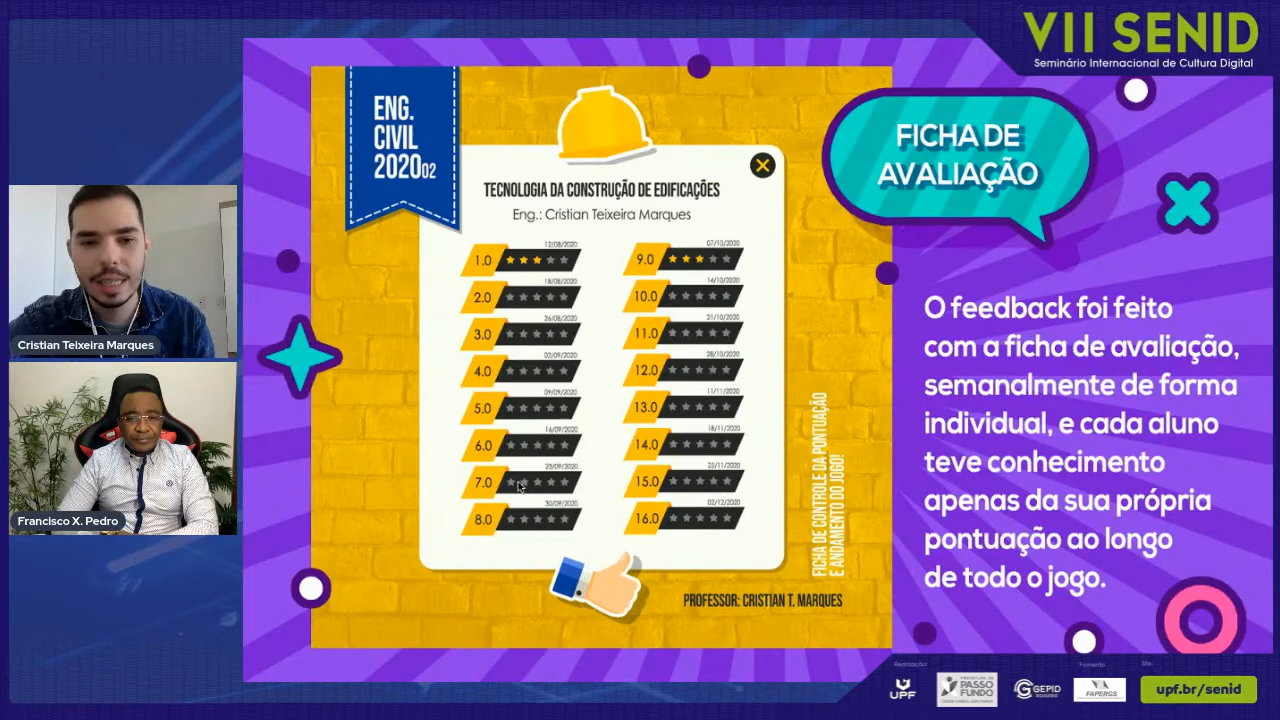 VII SENID
Seminário Internacional de Cultura Digital
ENG.
CIVIL
202002
TECNOLOGIA DA CONSTRUÇÃO DE EDIFICAÇÕES
Eng.: Cristian Teixeira Marques
12/08/2020
1.0
18/08/2020
2.0
26/08/2020
3.0
02/09/2020
4.0
09/09/2020
5.0
16/09/2020
6.0
23/09/2020
7.0
30/09/2020
8.0
07/10/2020
9.0
14/10/2020
10.0
21/10/2020
11.0
28/10/2020
12.0
11/11/2020
13.0
18/11/2020
14.0
25/11/2020
15.0
02/12/2020
16.0
FICHA DE CONTROLE DA PONTUAÇÃO
E ANDAMENTO DO JOGO!
PROFESSOR: CRISTIAN T. MARQUES
FICHA DE
AVALIAÇÃO
O feedback foi feito
com a ficha de avaliação,
semanalmente de forma
individual, e cada aluno
teve conhecimento
apenas da sua propria
pontuação ao longo
de todo o jogo.
Cristian Teixeira Marques
Francisco X. Pedro
Realização:
Fomento:
Site:
UPF
PREFEITURA DE
PASSO
FUNDO
GEPID
FAPERGS
upf.br/senid